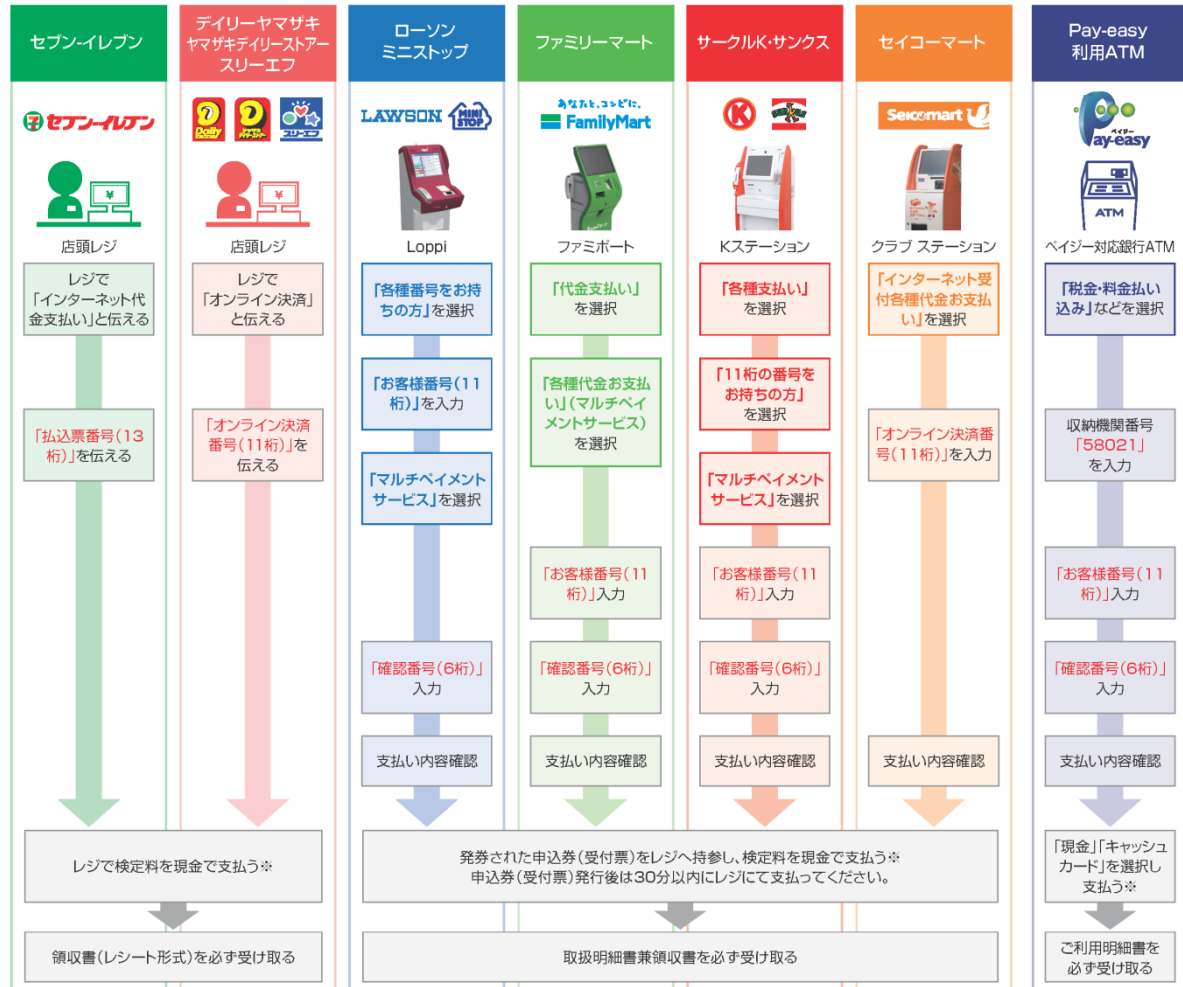 セブン-イレブン
デイリーヤマザキ
ヤマザキデイリーストアー
スリーエフ
ローソン
ミニストップ
ファミリーマート
サークルK・サンクス
セイコーマート
Pay-easy
利用ATM
セブン-イレブン
Daily
スリーエフ
LAWSON
MINI
STOP
あなたと、コンビに、
FamilyMart
K
Seicomart
ペイジー
Pay-easy
¥
¥
ATM
店頭レジ
店頭レジ
Loppi
ファミポート
Kステーション
クラブ ステーション
ペイジー対応銀行ATM
レジで
「インターネット代
金支払い」と伝える
「払込票番号(13
桁)」を伝える
レジで
「オンライン決済」
と伝える
「オンライン決済
番号(11桁)」を
伝える
「各種番号をお持
ちの方」を選択
「お客様番号(11
桁)」を入力
「マルチペイメント
サービス」を選択
「確認番号(6桁)」
入力
支払い内容確認
「代金支払い」
を選択
「各種代金お支払
い」(マルチペイ
メントサービス)
を選択
「お客様番号(11
桁)」入力
「確認番号(6桁)」
入力
支払い内容確認
「各種支払い」
を選択
「11桁の番号を
お持ちの方」
を選択
「マルチペイメント
サービス」を選択
「お客様番号(11
桁)」入力
「確認番号(6桁)」
入力
支払い内容確認
「インターネット受
付各種代金お支払
い」を選択
「オンライン決済番
号(11桁)」を入力
支払い内容確認
「税金・料金払い
込み」などを選択
収納機関番号
「58021」
を入力
「お客様番号(11
桁)」入力
「確認番号(6桁)」
入力
支払い内容確認
レジで検定料を現金で支払う※
発券された申込券(受付票)をレジへ持参し、検定料を現金で支払う※
申込券(受付票)発行後は30分以内にレジにて支払ってください。
「現金」「キャッシュ
カード」を選択し
支払う※
領収書(レシート形式)を必ず受け取る
取扱明細書兼領収書を必ず受け取る
ご利用明細書を
必ず受け取る